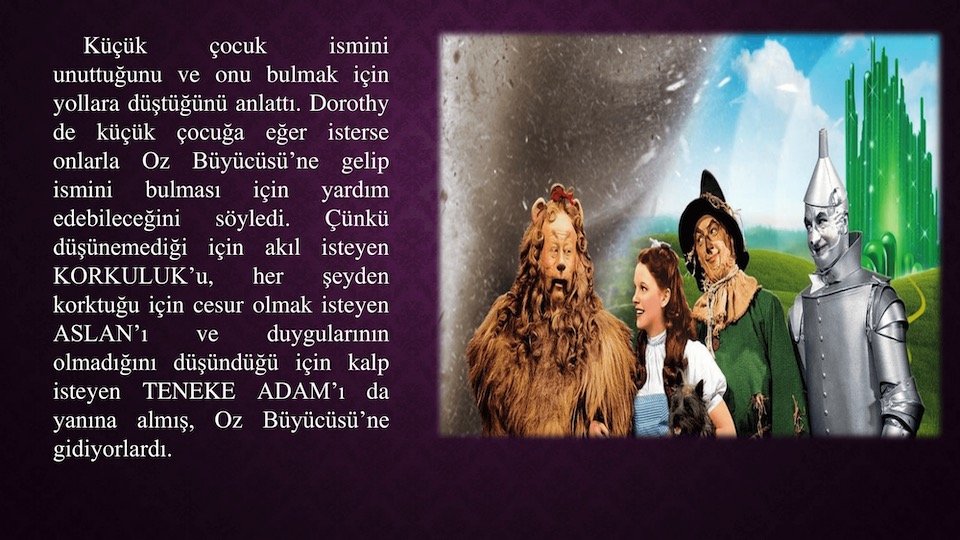 Küçük çocuk ismini
unuttuğunu ve onu bulmak için
yollara düştüğünü anlattı. Dorothy
de küçük çocuğa eğer isterse
onlarla Oz Büyücüsü’ne gelip
ismini bulması için yardım
edebileceğini söyledi. Çünkü
düşünemediği için akıl isteyen
KORKULUK’u, her şeyden
korktuğu için cesur olmak isteyen
ASLAN’ı ve duygularının
olmadığını düşündüğü için kalp
isteyen TENEKE ADAM’ı da
yanına almış, Oz Büyücüsü’ne
gidiyorlardı.